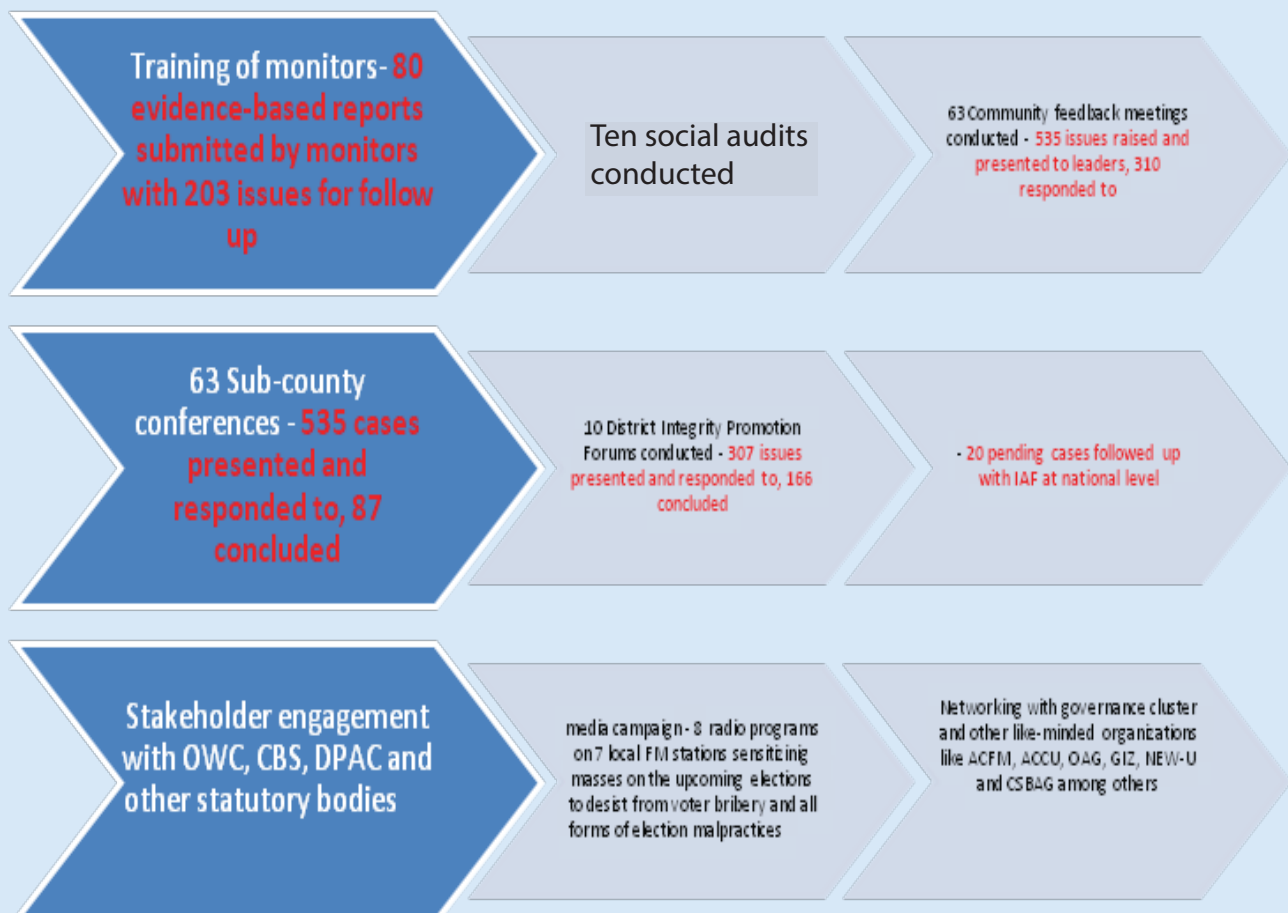 Training of monitors- 80
evidence-based reports
submitted by monitors
with 203 issues for follow
up
Ten social audits
conducted
63 Community feedback meetings
conducted - 535 issues raised and
presented to leaders, 310
responded to
63 Sub-county
conferences - 535 cases
presented and
responded to, 87
concluded
10 District Integrity Promotion
Forums conducted - 307 issues
presented and responded to, 166
concluded
- 20 pending cases followed up
with IAF at national level
Stakeholder engagement
with OWC, CBS, DPAC and
other statutory bodies
media campaign - 8 radio programs
on 7 local FM stations sensitizinig
masses on the upcoming elections
to desist from voter bribery and all
forms of election malpractices
Networking with governance cluster
and other like-minded organizations
like ACFM, ACCU, OAG, GIZ, NEW-U
and CSBAG among others